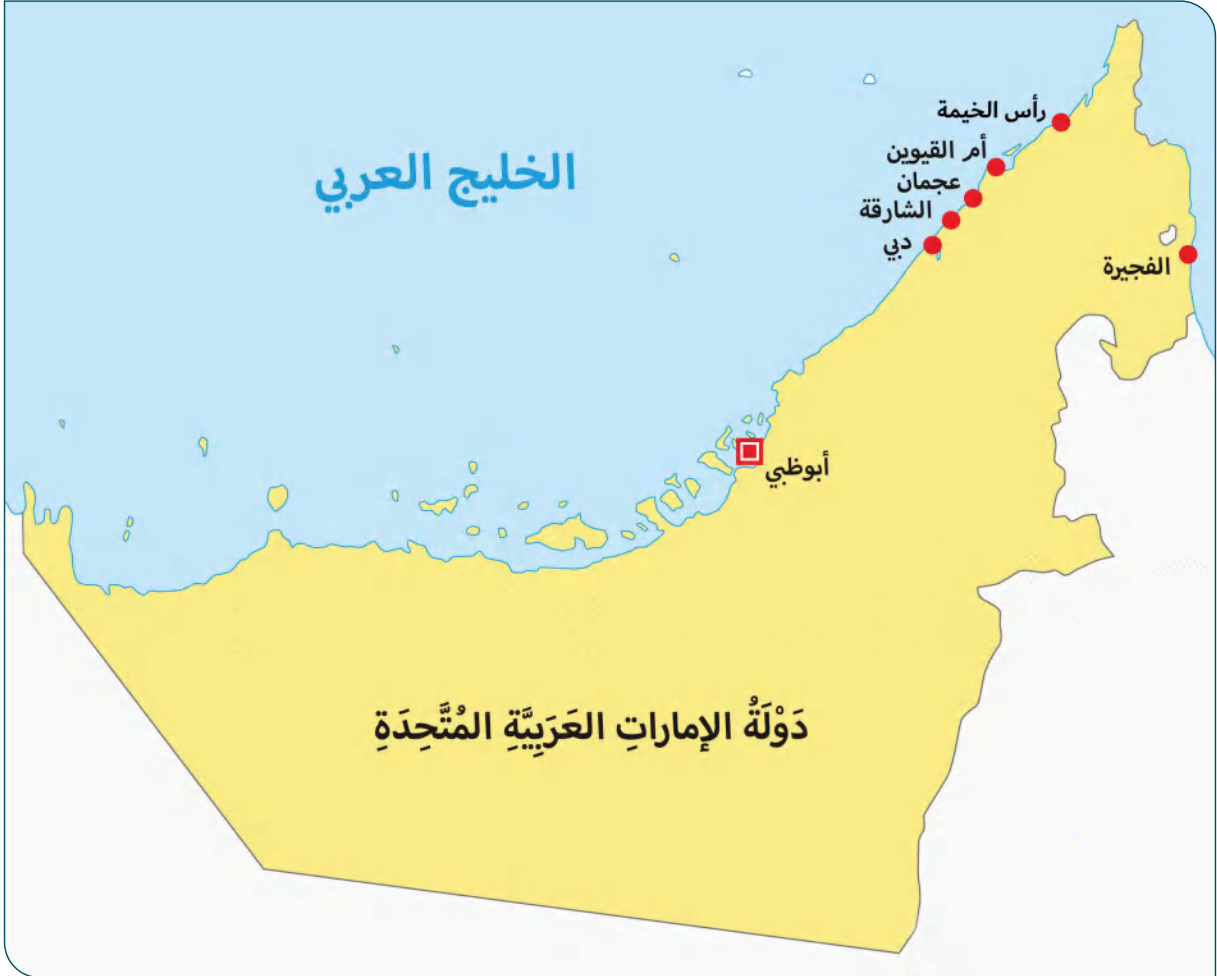 رأس الخيمة
أم القيوين
عجمان
الشارقة
دبي
الفجيرة
الخليج العربي
أبوظبي
دَوْلَةُ الإماراتِ العَرَبِيَّةِ المُتَّحِدَةِ